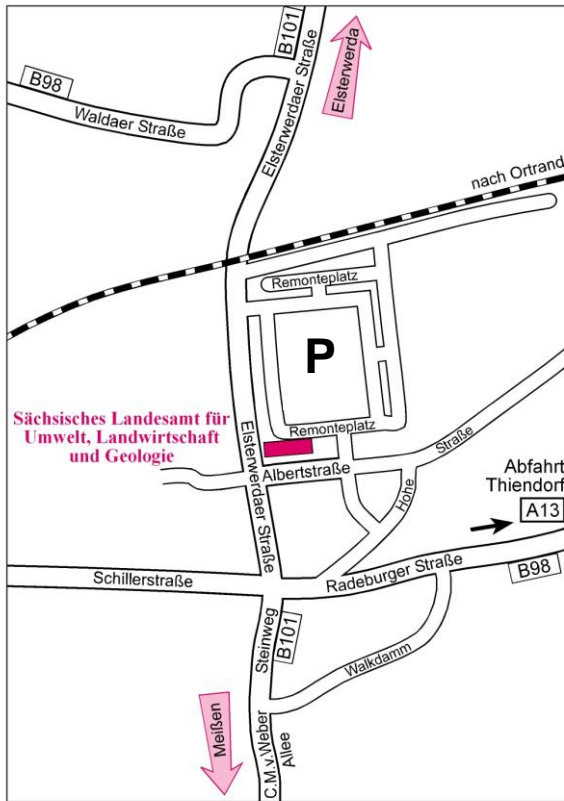 B101
Elsterwerda
B98
Waldaer Straße
Elsterwerdaer Straße
nach Ortrand
Remonteplatz
P
Sächsisches Landesamt für
Umwelt, Landwirtschaft
und Geologie
Remonteplatz
Straße
Elsterwerdaer Straße
Albertstraße
Hohe
Abfahrt
Thiendorf
A13
Schillerstraße
Radeburger Straße
B98
Steinweg
B101
Walkdamm
Meißen
C.M.v.Weber
Allee